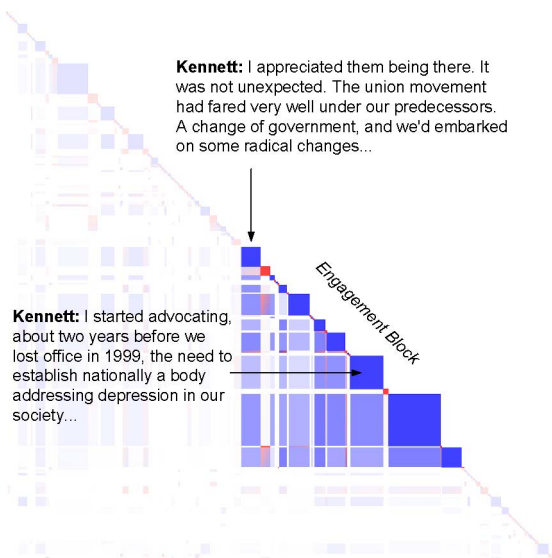 Kennett: I appreciated them being there. It
was not unexpected. The union movement
had fared very well under our predecessors.
A change of government, and we'd embarked
on some radical changes...
Engagement Block
Kennett: I started advocating,
about two years before we
lost office in 1999, the need to
establish nationally a body
addressing depression in our
society...